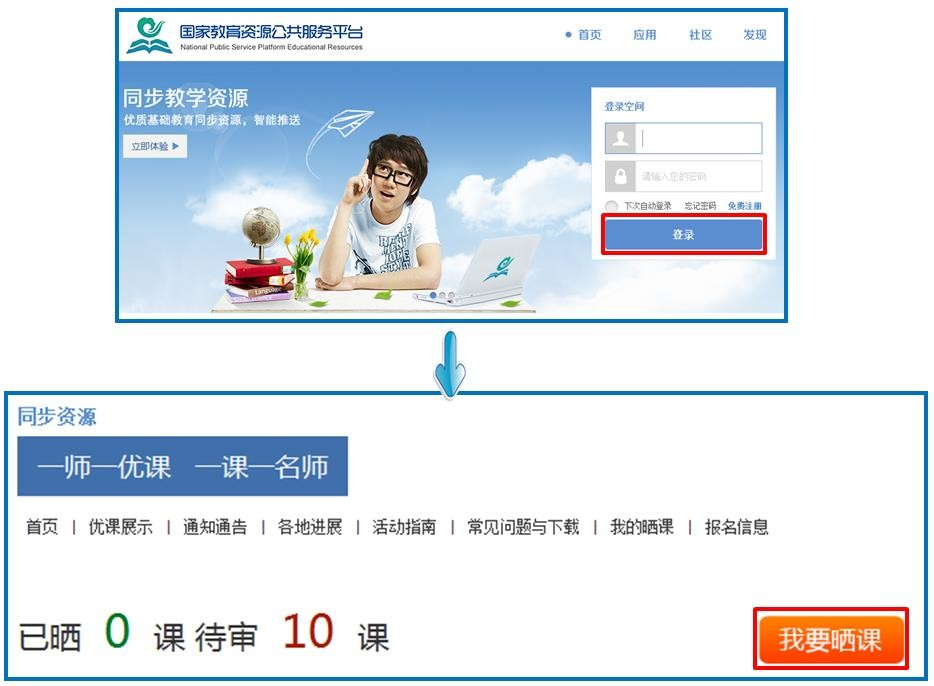 国家教育资源公共服务平台
National Public Service Platform Educational Resources
首页 应用 社区 发现
同步教学资源
优质基础教育同步资源，智能推送
立即体验
登录空间
请输入您的密码
下次自动登录 忘记密码 免费注册
登录
Language
同步资源
一师一优课 一课一名师
首页 | 优课展示 | 通知通告 | 各地进展 | 活动指南 | 常见问题与下载 | 我的晒课 | 报名信息
已晒 0 课 待审 10 课
我要晒课